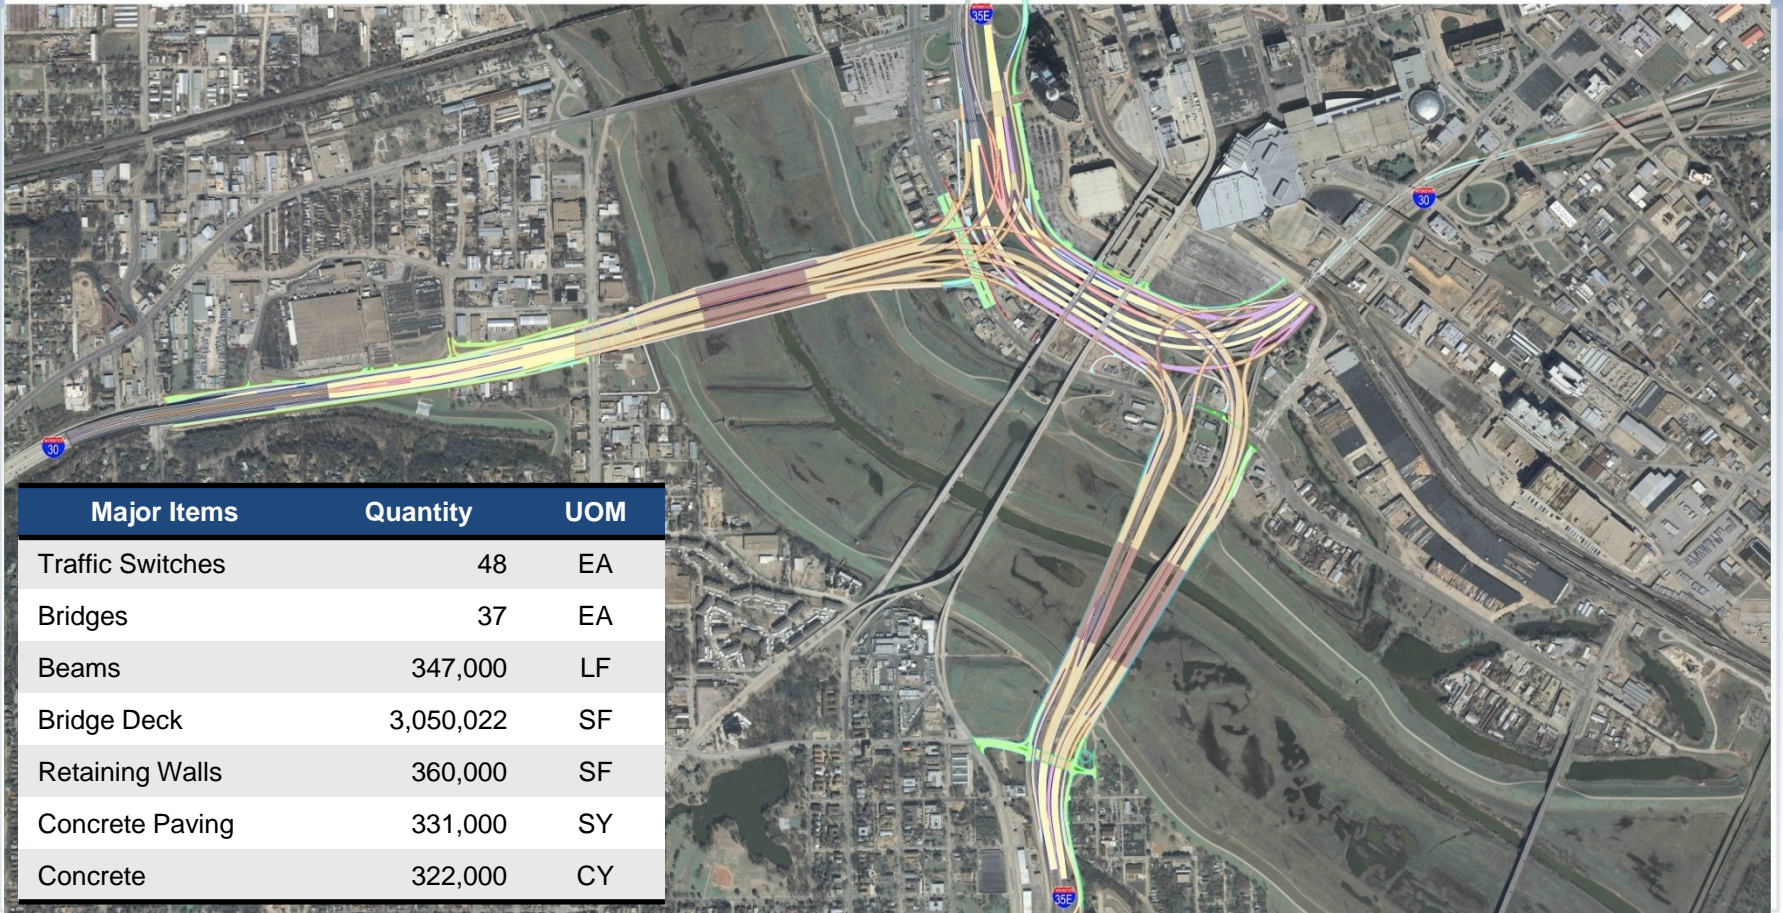 35E
30
30
Major Items Quantity UOM
Traffic Switches 48 EA
Bridges 37 EA
Beams 347,000 LF
Bridge Deck 3,050,022 SF
Retaining Walls 360,000 SF
Concrete Paving 331,000 SY
Concrete 322,000 CY
35E